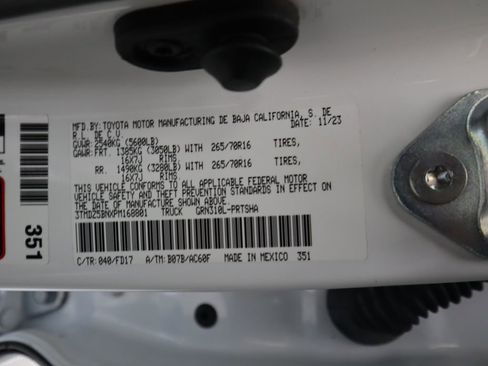 MFD.BY: TOYOTA MOTOR MANUFACTURING DE BAJA CALIFORNIA, S. DE
R.L. DE C.V. DATE: 11/23
GVWR: 2540KG (5600LB)
GAWR: FRT. 1385KG (3050LB) WITH 265/70R16 TIRES,
16X7J RIMS,
RR. 1490KG (3280LB) WITH 265/70R16 TIRES,
16X7J RIMS,
THIS VEHICLE CONFORMS TO ALL APPLICABLE FEDERAL MOTOR
VEHICLE SAFETY AND THEFT PREVENTION STANDARDS IN EFFECT ON
THE DATE OF MANUFACTURE SHOWN ABOVE.
3TMDZ5BNXPM168801 TRUCK GRN310L-PRTSHA
C/TR: 040/FD17 A/TM: B07B/AC60F MADE IN MEXICO 351
351